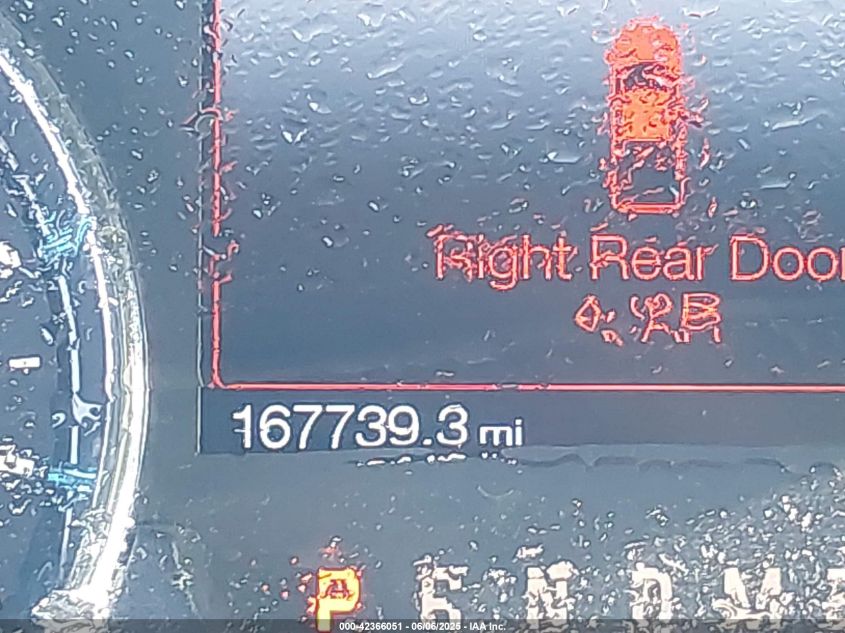 Right Rear Door
167739.3 mi
P R N D M
000-42366051 - 06/06/2025 - IAA Inc.